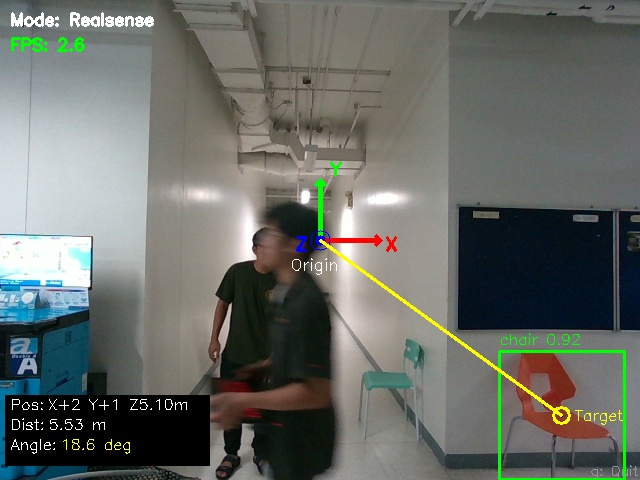 Mode: Realsense
FPS: 2.6
Y
Z
X
Origin
chair 0.92
a
A
Double A
Target
Pos: X+2 Y+1 Z5.10m
Dist: 5.53 m
Angle: 18.6 deg
q: Quit